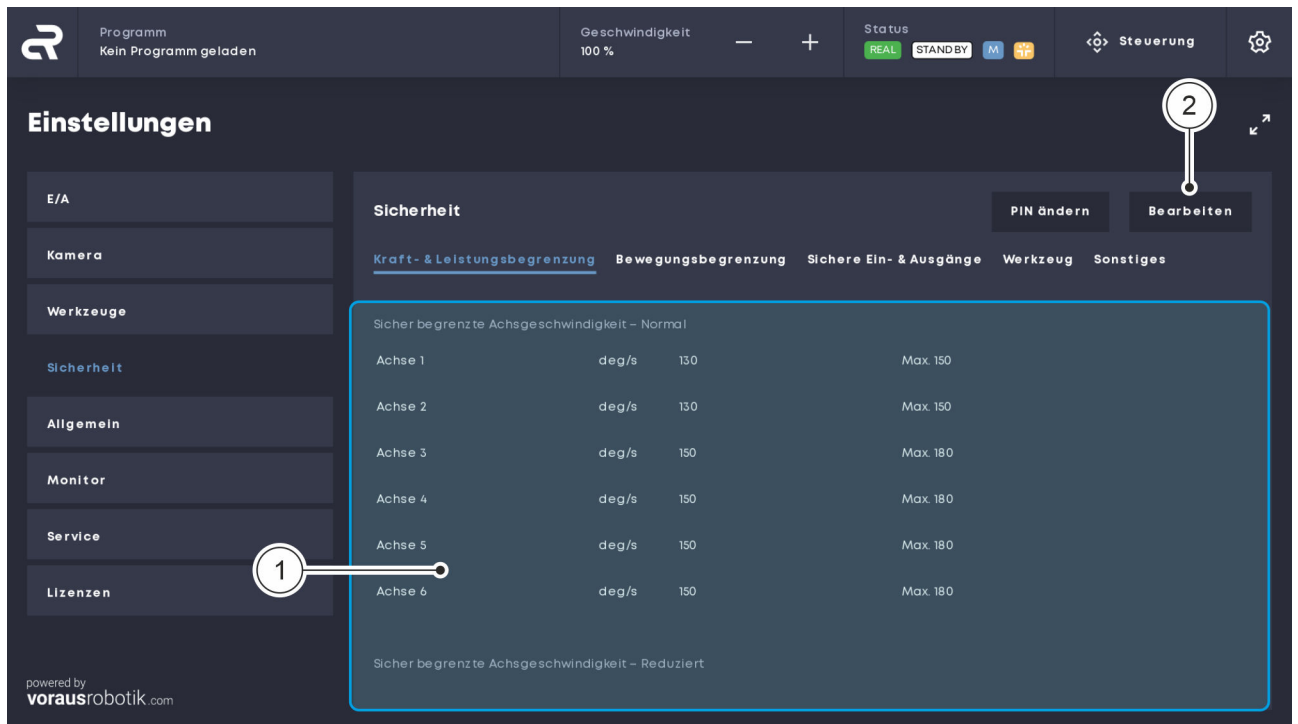 Programm
Kein Programm geladen
Geschwindigkeit
100 %
Status
REAL STANDBY M
Steuerung
Einstellungen
2
E/A
Kamera
Werkzeuge
Sicherheit
Allgemein
Monitor
Service
Lizenzen
1
Sicherheit
PIN ändern
Bearbeiten
Kraft- & Leistungsbegrenzung Bewegungsbegrenzung Sichere Ein- & Ausgänge Werkzeug Sonstiges
Sicher begrenzte Achsgeschwindigkeit – Normal
Achse 1 deg/s 130 Max. 150
Achse 2 deg/s 130 Max. 150
Achse 3 deg/s 150 Max. 180
Achse 4 deg/s 150 Max. 180
Achse 5 deg/s 150 Max. 180
Achse 6 deg/s 150 Max. 180
Sicher begrenzte Achsgeschwindigkeit – Reduziert
powered by
vorausrobotik.com